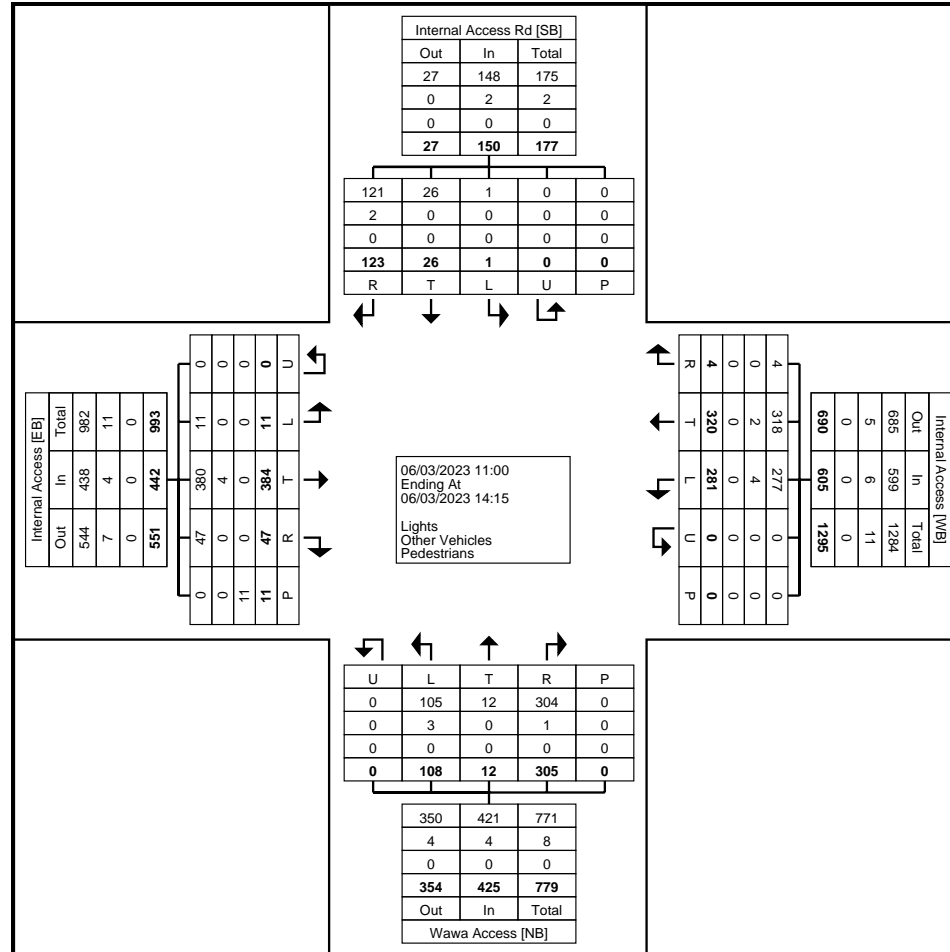 Internal Access Rd [SB]
Out In Total
27 148 175
0 2 2
0 0 0
27 150 177
121 26 1 0 0
2 0 0 0 0
0 0 0 0 0
123 26 1 0 0
R T L U P
Internal Access [EB]
Total In Out
982 438 544
11 4 7
0 0 0
993 442 551
0 11 380 47 0
0 0 4 0 0
0 0 0 0 11
0 11 384 47 11
U L T R P
06/03/2023 11:00
Ending At
06/03/2023 14:15
Lights
Other Vehicles
Pedestrians
Internal Access [WB]
Out In Total
685 599 1284
5 6 11
0 0 0
690 605 1295
4 318 277 0 0
0 2 4 0 0
0 0 0 0 0
4 320 281 0 0
R T L U P
U L T R P
0 105 12 304 0
0 3 0 1 0
0 0 0 0 0
0 108 12 305 0
350 421 771
4 4 8
0 0 0
354 425 779
Out In Total
Wawa Access [NB]